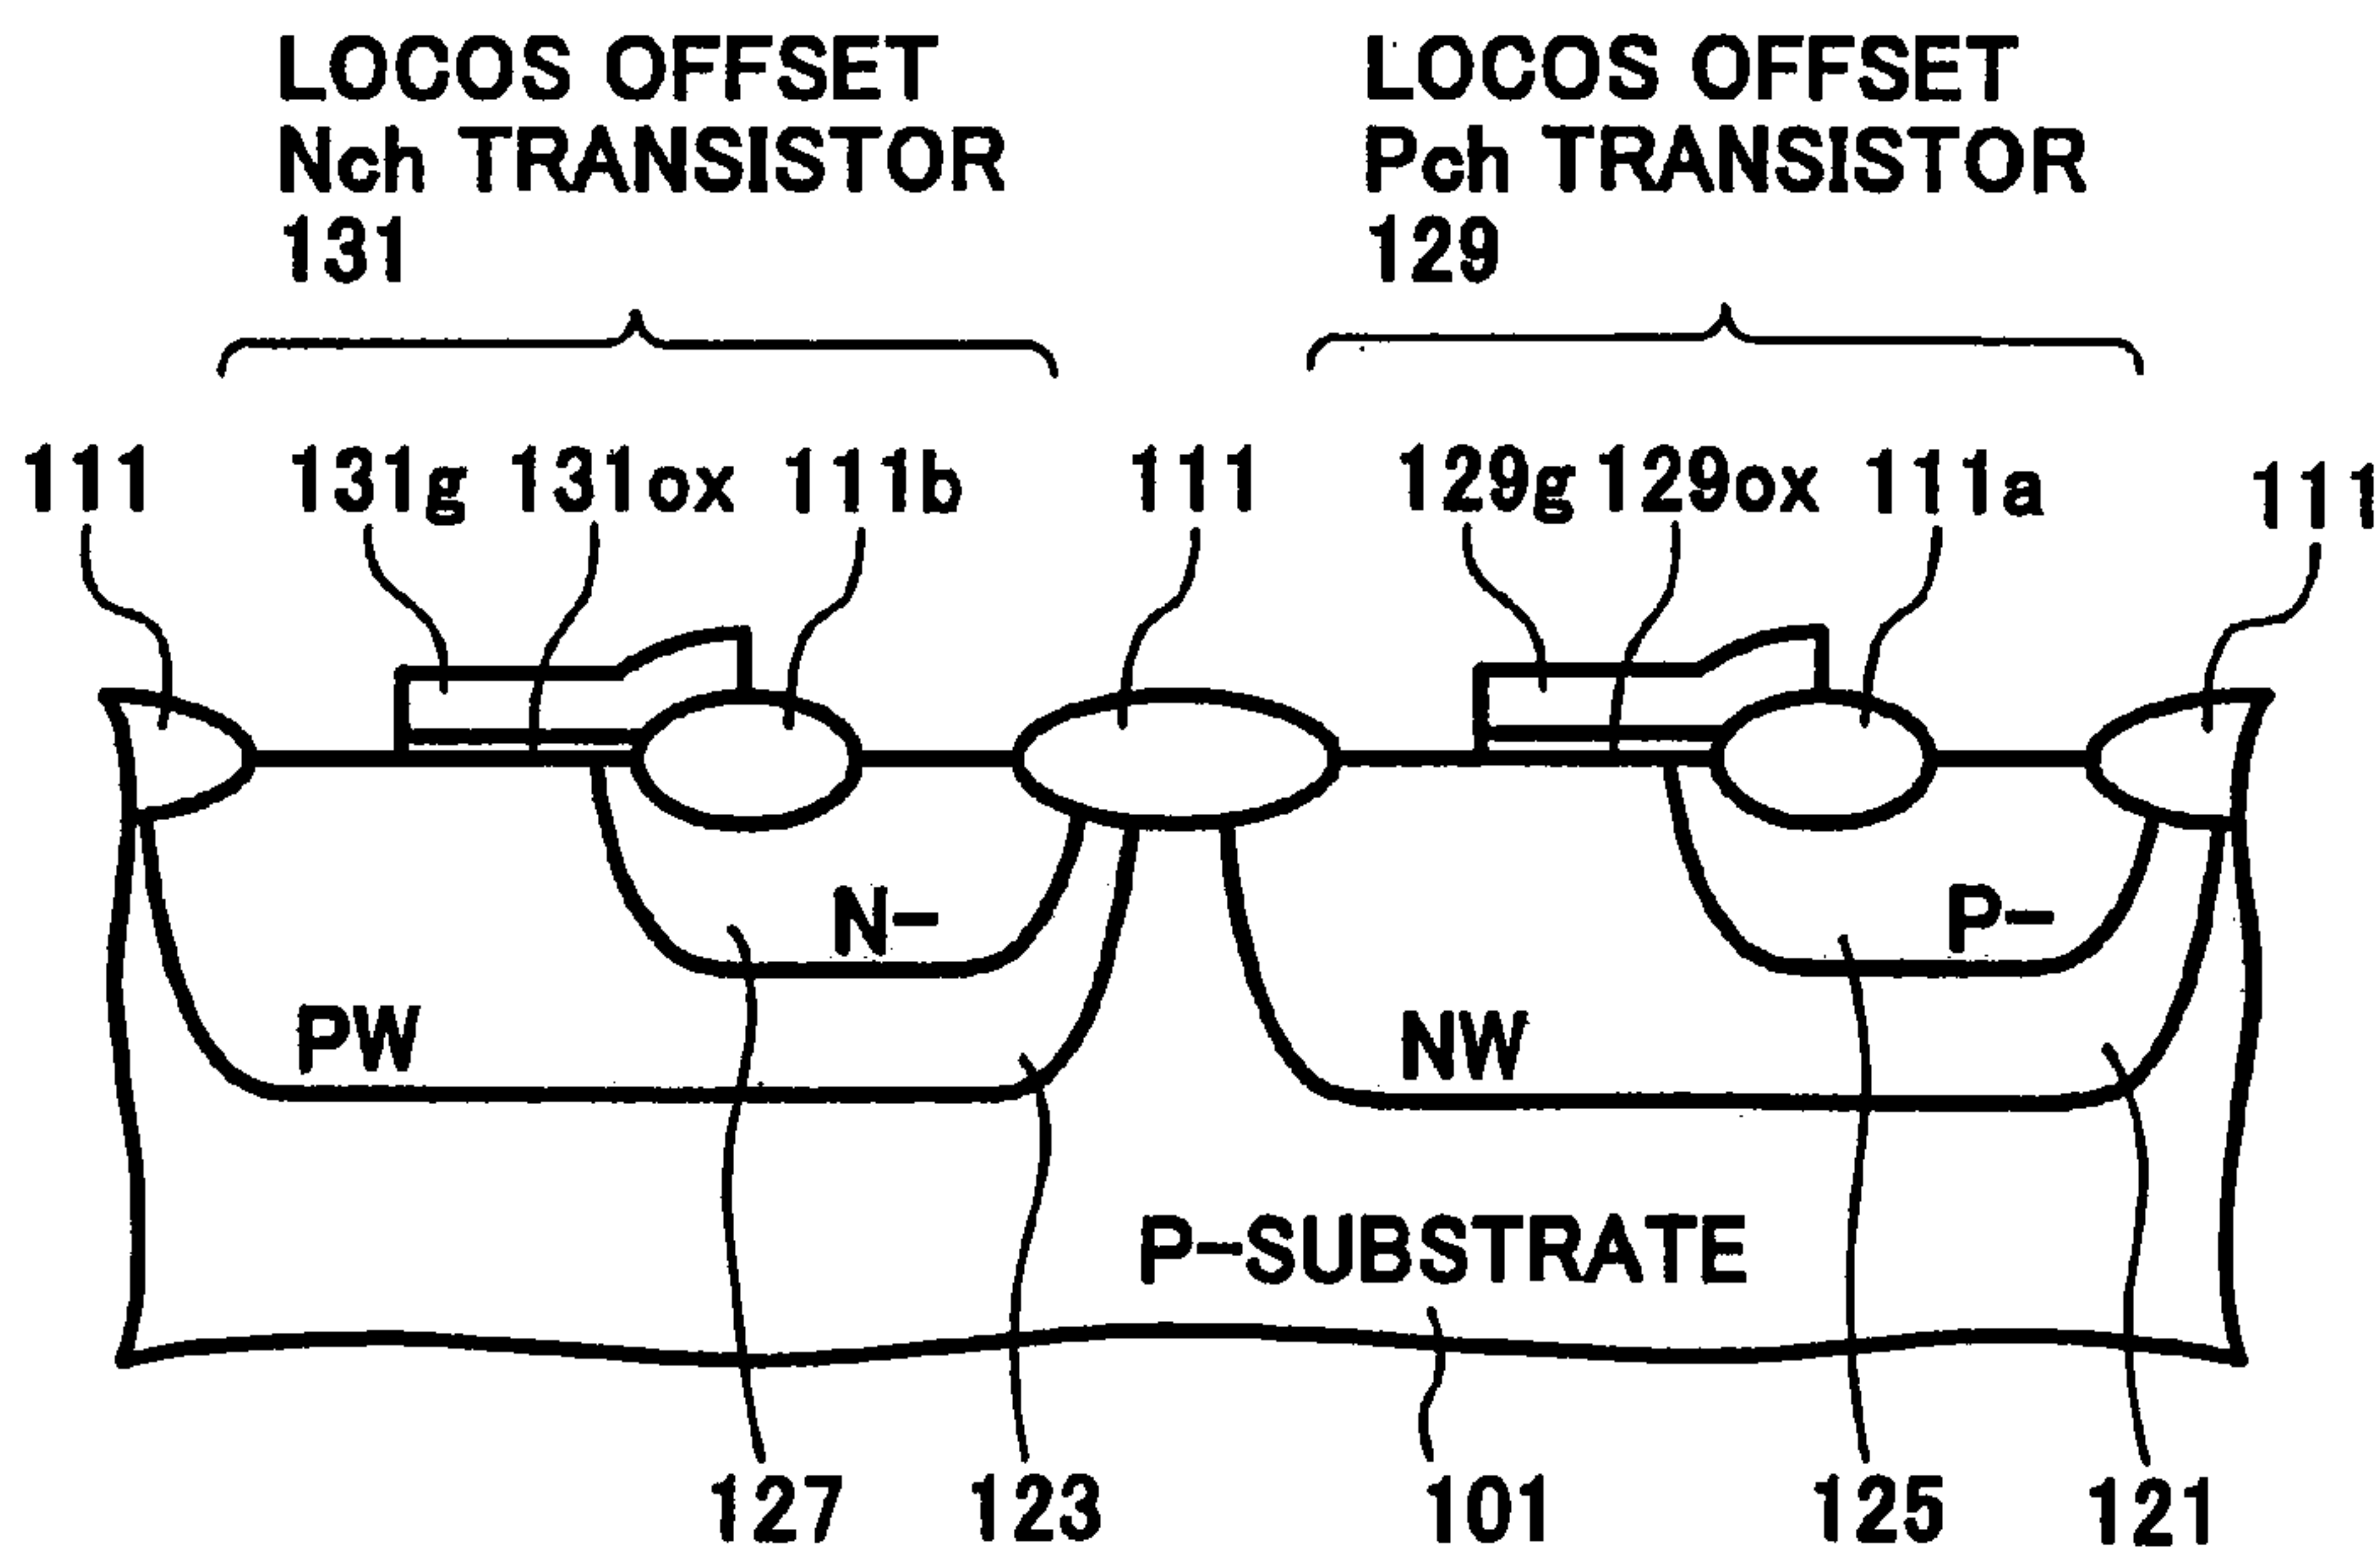 LOCOS OFFSET
Nch TRANSISTOR
131
LOCOS OFFSET
Pch TRANSISTOR
129
111 131g 131ox 111b 111 129g 129ox 111a 111
N-
P-
PW
NW
P-SUBSTRATE
127 123 101 125 121